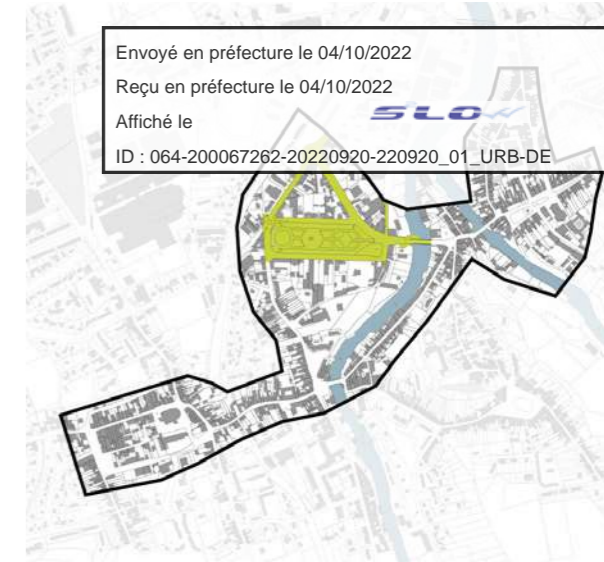 Envoyé en préfecture le 04/10/2022
Reçu en préfecture le 04/10/2022
Affiché le
SLO
ID : 064-200067262-20220920-220920_01_URB-DE